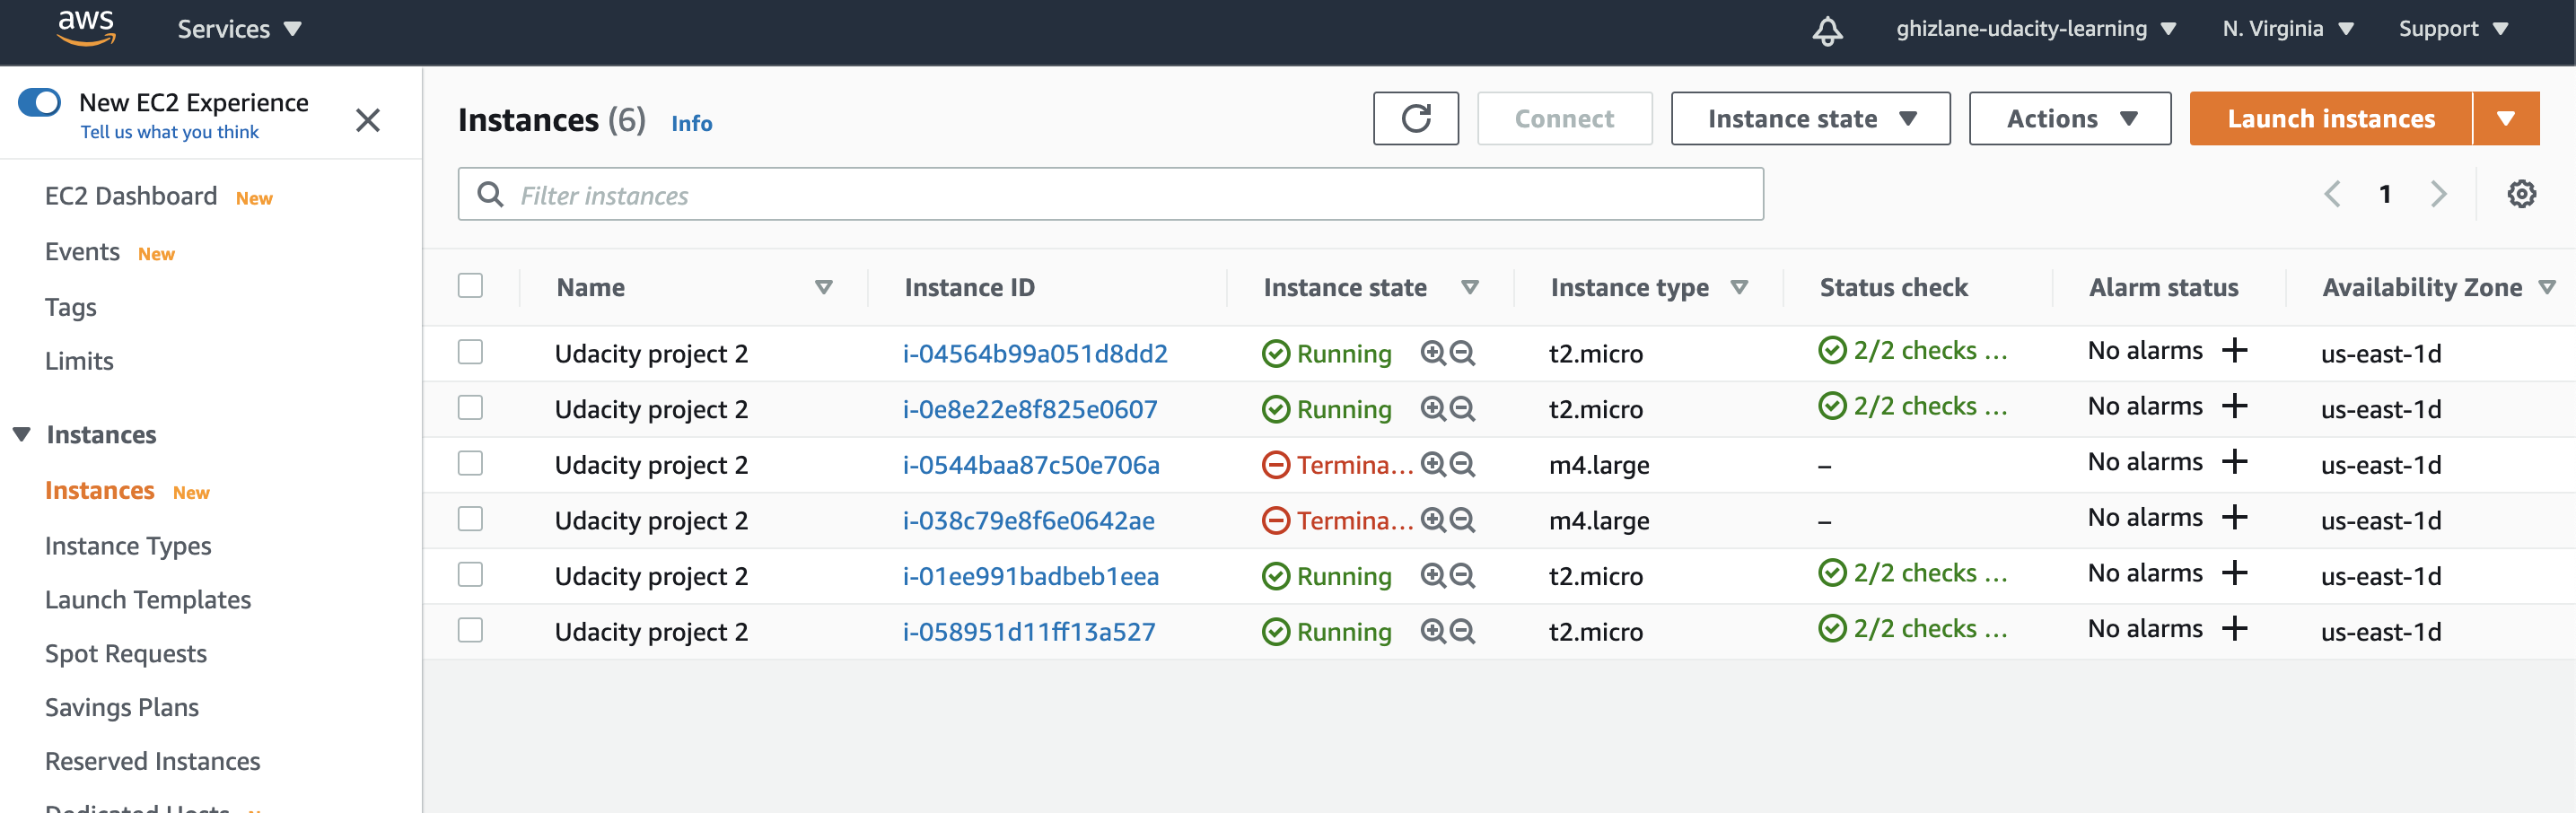 aws
Services
ghizlane-udacity-learning
N. Virginia
Support
New EC2 Experience
Tell us what you think
EC2 Dashboard New
Events New
Tags
Limits
Instances
Instances New
Instance Types
Launch Templates
Spot Requests
Savings Plans
Reserved Instances
Dedicated Hosts
Instances (6) Info
Connect
Instance state
Actions
Launch instances
Filter instances
1
Name Instance ID Instance state Instance type Status check Alarm status Availability Zone
Udacity project 2 i-04564b99a051d8dd2 Running t2.micro 2/2 checks ... No alarms + us-east-1d
Udacity project 2 i-0e8e22e8f825e0607 Running t2.micro 2/2 checks ... No alarms + us-east-1d
Udacity project 2 i-0544baa87c50e706a Termina... m4.large – No alarms + us-east-1d
Udacity project 2 i-038c79e8f6e0642ae Termina... m4.large – No alarms + us-east-1d
Udacity project 2 i-01ee991badbeb1eea Running t2.micro 2/2 checks ... No alarms + us-east-1d
Udacity project 2 i-058951d11ff13a527 Running t2.micro 2/2 checks ... No alarms + us-east-1d